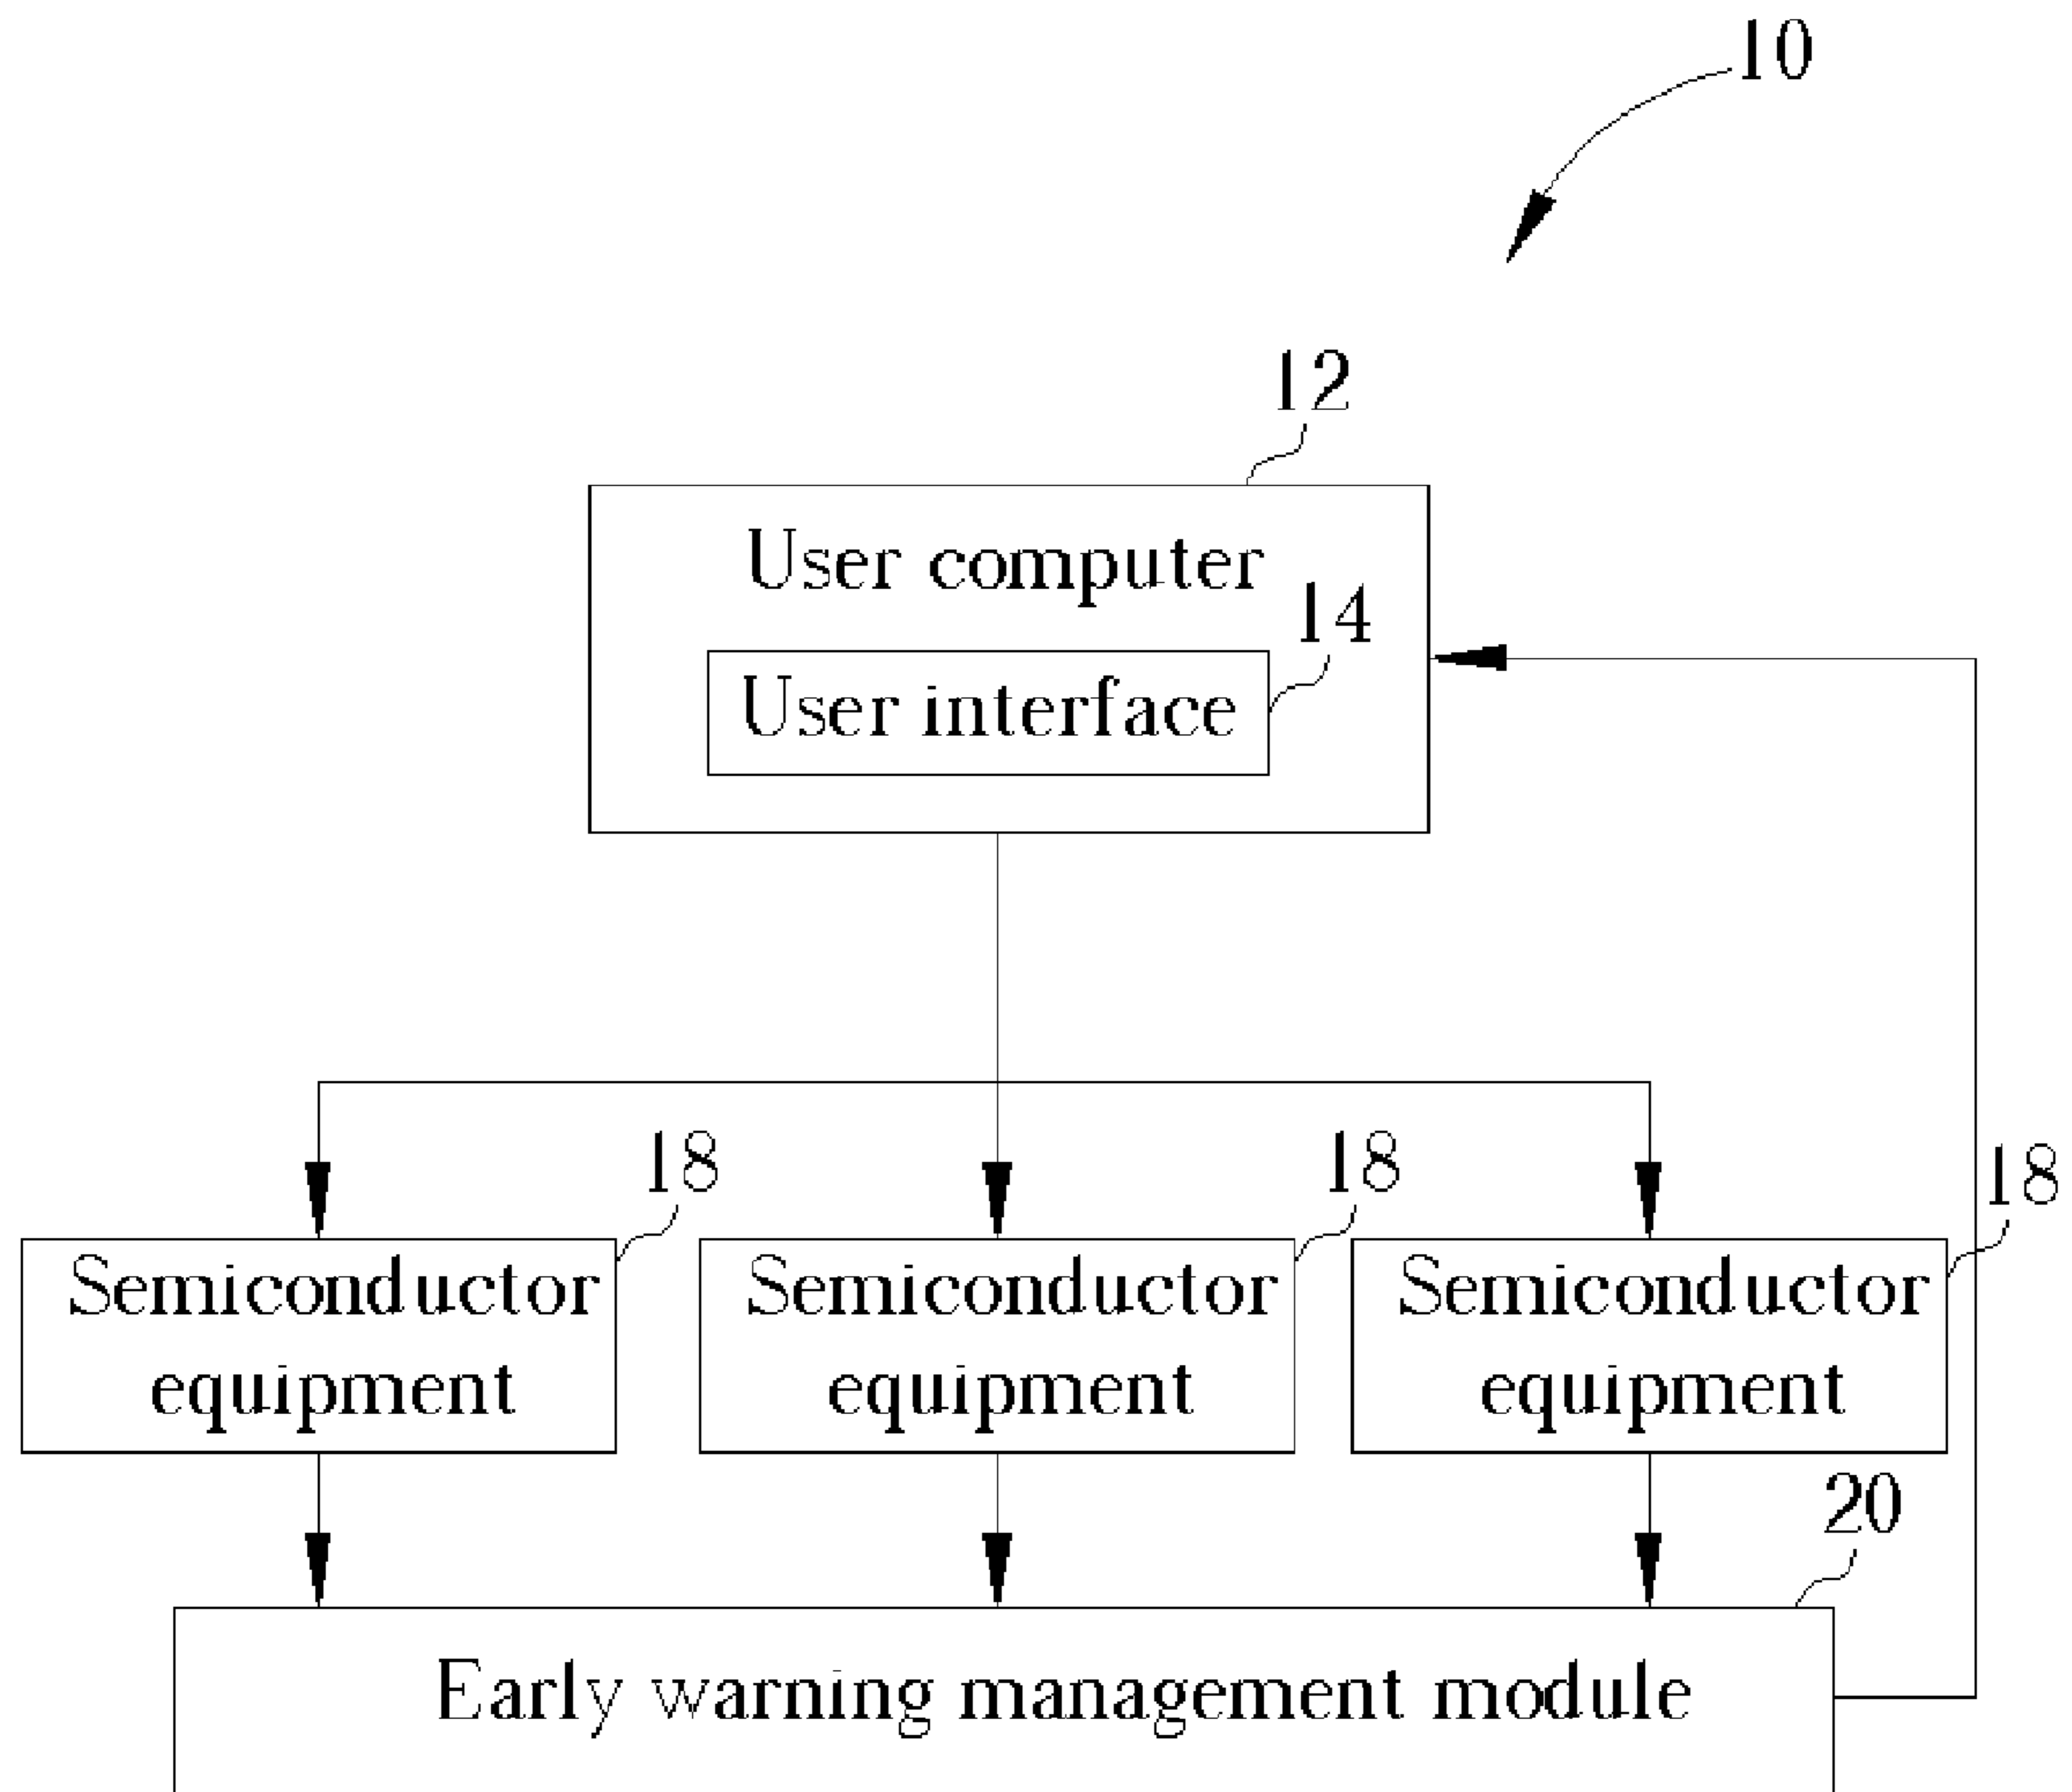 10
12
User computer
14
User interface
18
18
18
Semiconductor
equipment
Semiconductor
equipment
Semiconductor
equipment
20
Early warning management module